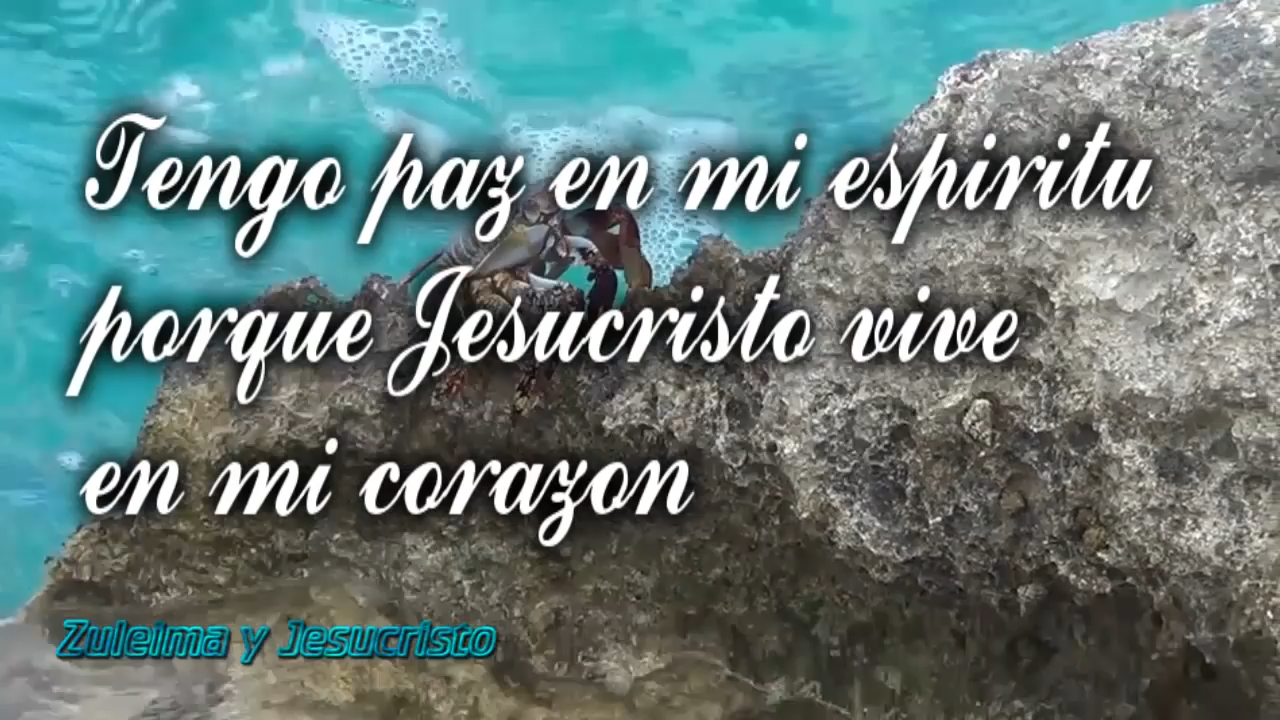 Tengo paz en mi espiritu
porque Jesucristo vive
en mi corazon
Zuleima y Jesucristo